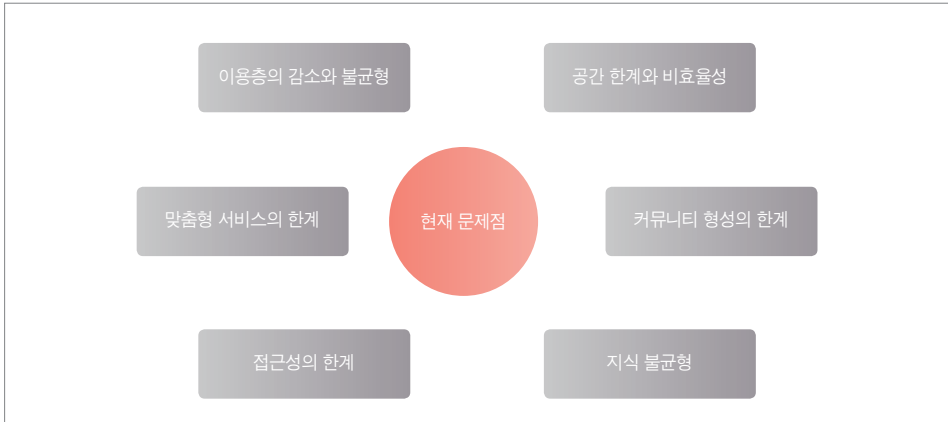 이용층의 감소와 불균형
공간 한계와 비효율성
맞춤형 서비스의 한계
현재 문제점
커뮤니티 형성의 한계
접근성의 한계
지식 불균형